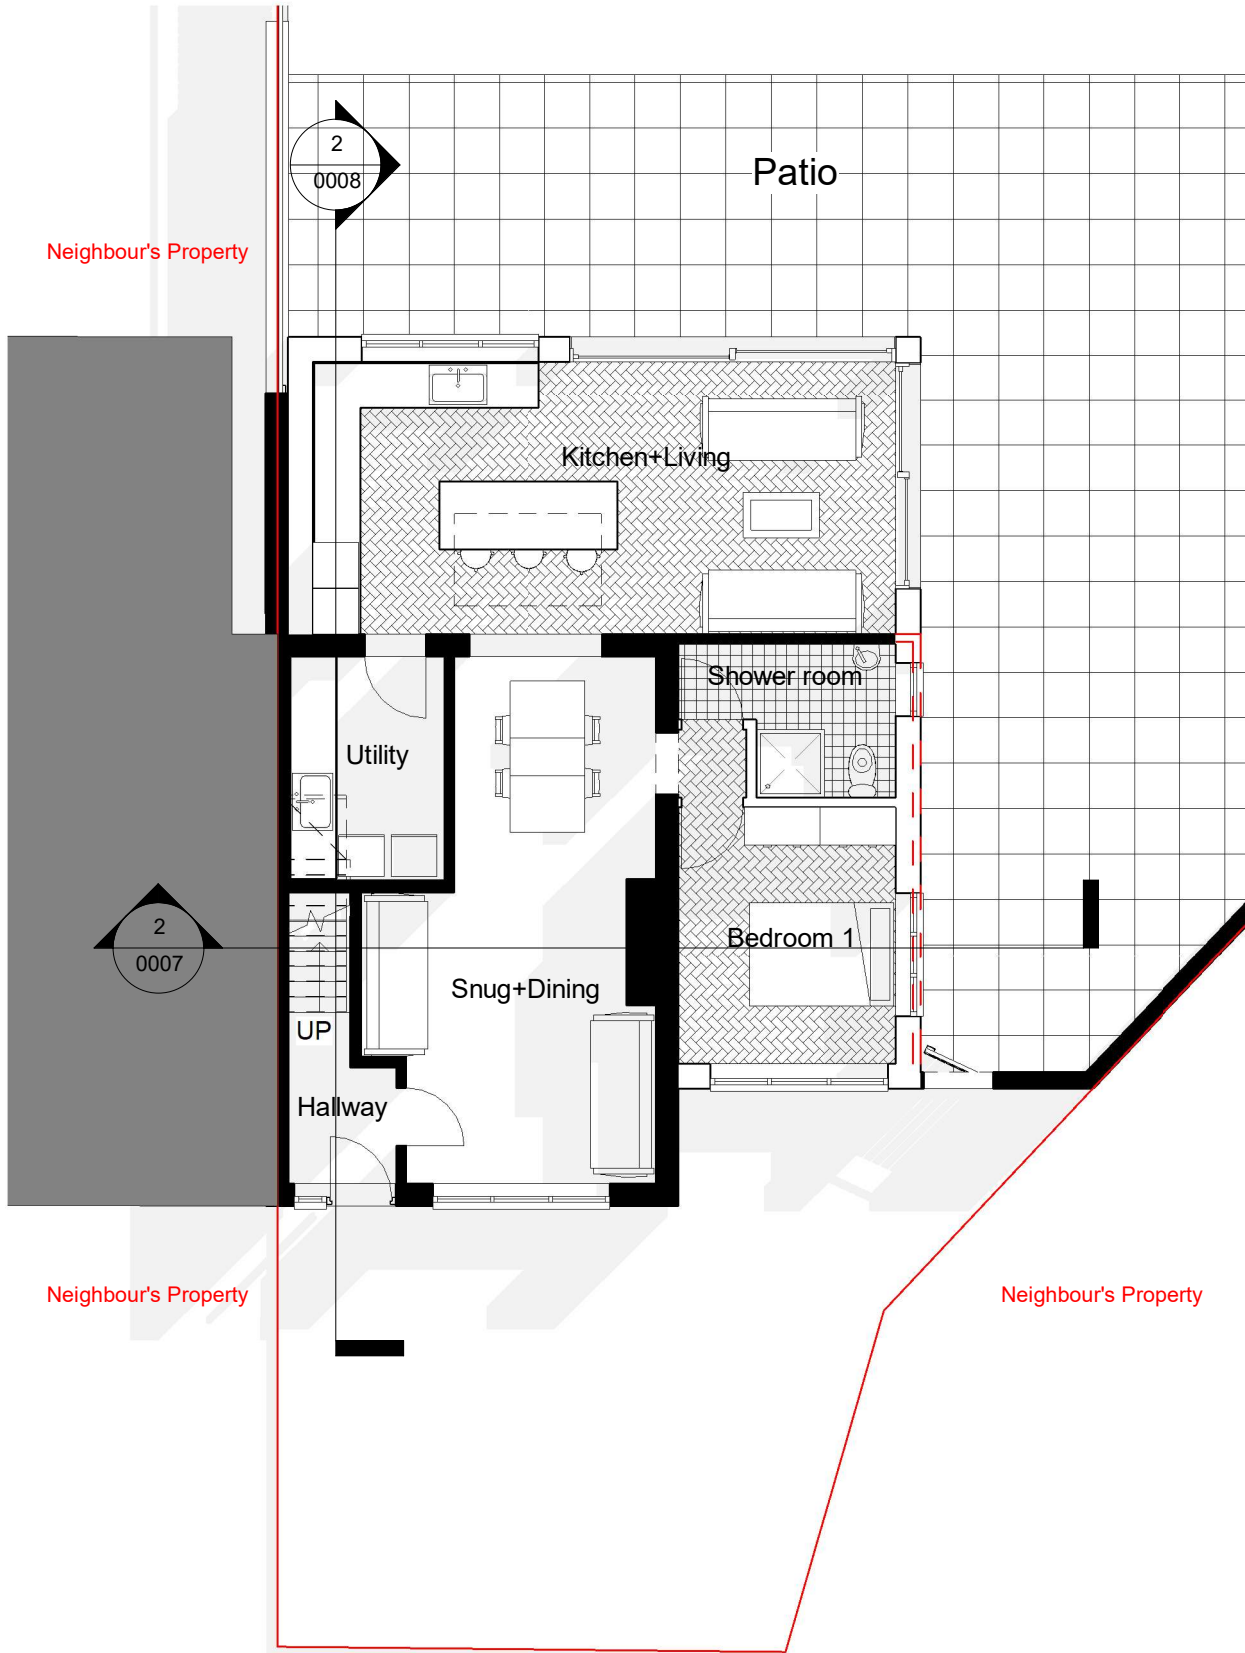 2
0008
Patio
Neighbour's Property
Kitchen+Living
Shower room
Utility
2
0007
Bedroom 1
Snug+Dining
UP
Hallway
Neighbour's Property
Neighbour's Property